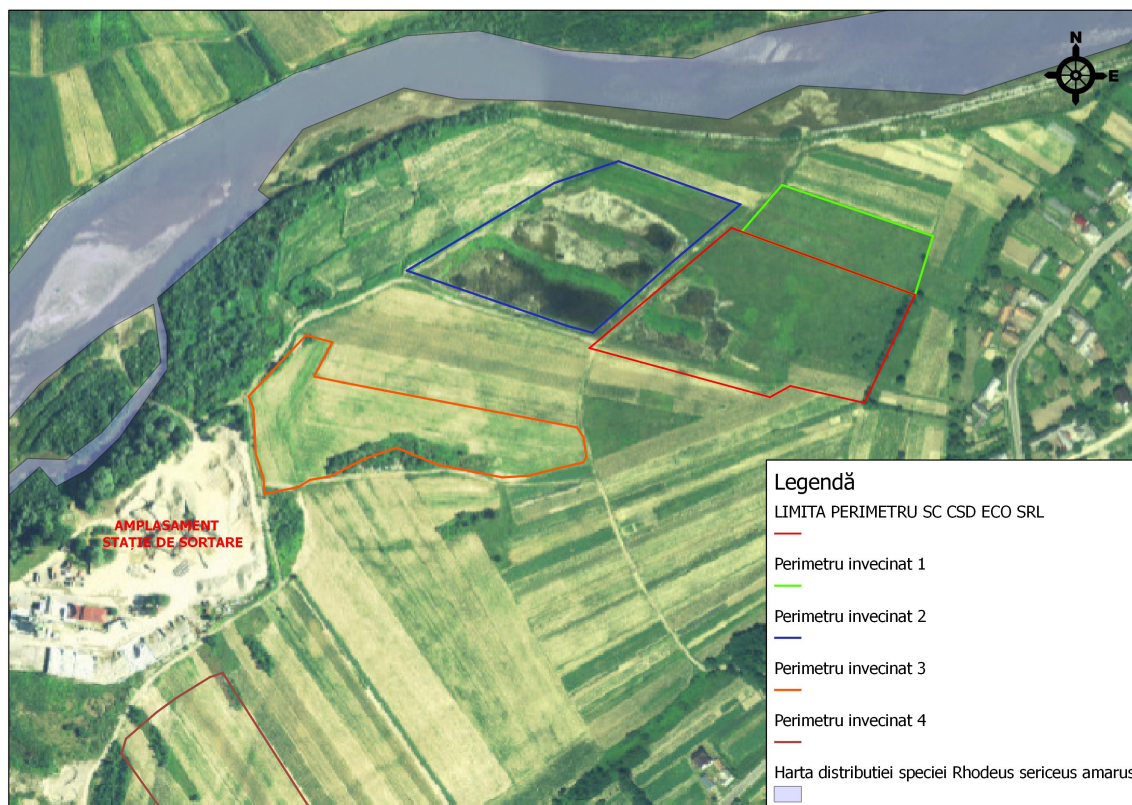 N
E
AMPLASAMENT
STAȚIE DE SORTARE
Legendă
LIMITA PERIMETRU SC CSD ECO SRL
Perimetru invecinat 1
Perimetru invecinat 2
Perimetru invecinat 3
Perimetru invecinat 4
Harta distributiei speciei Rhodeus sericeus amarus